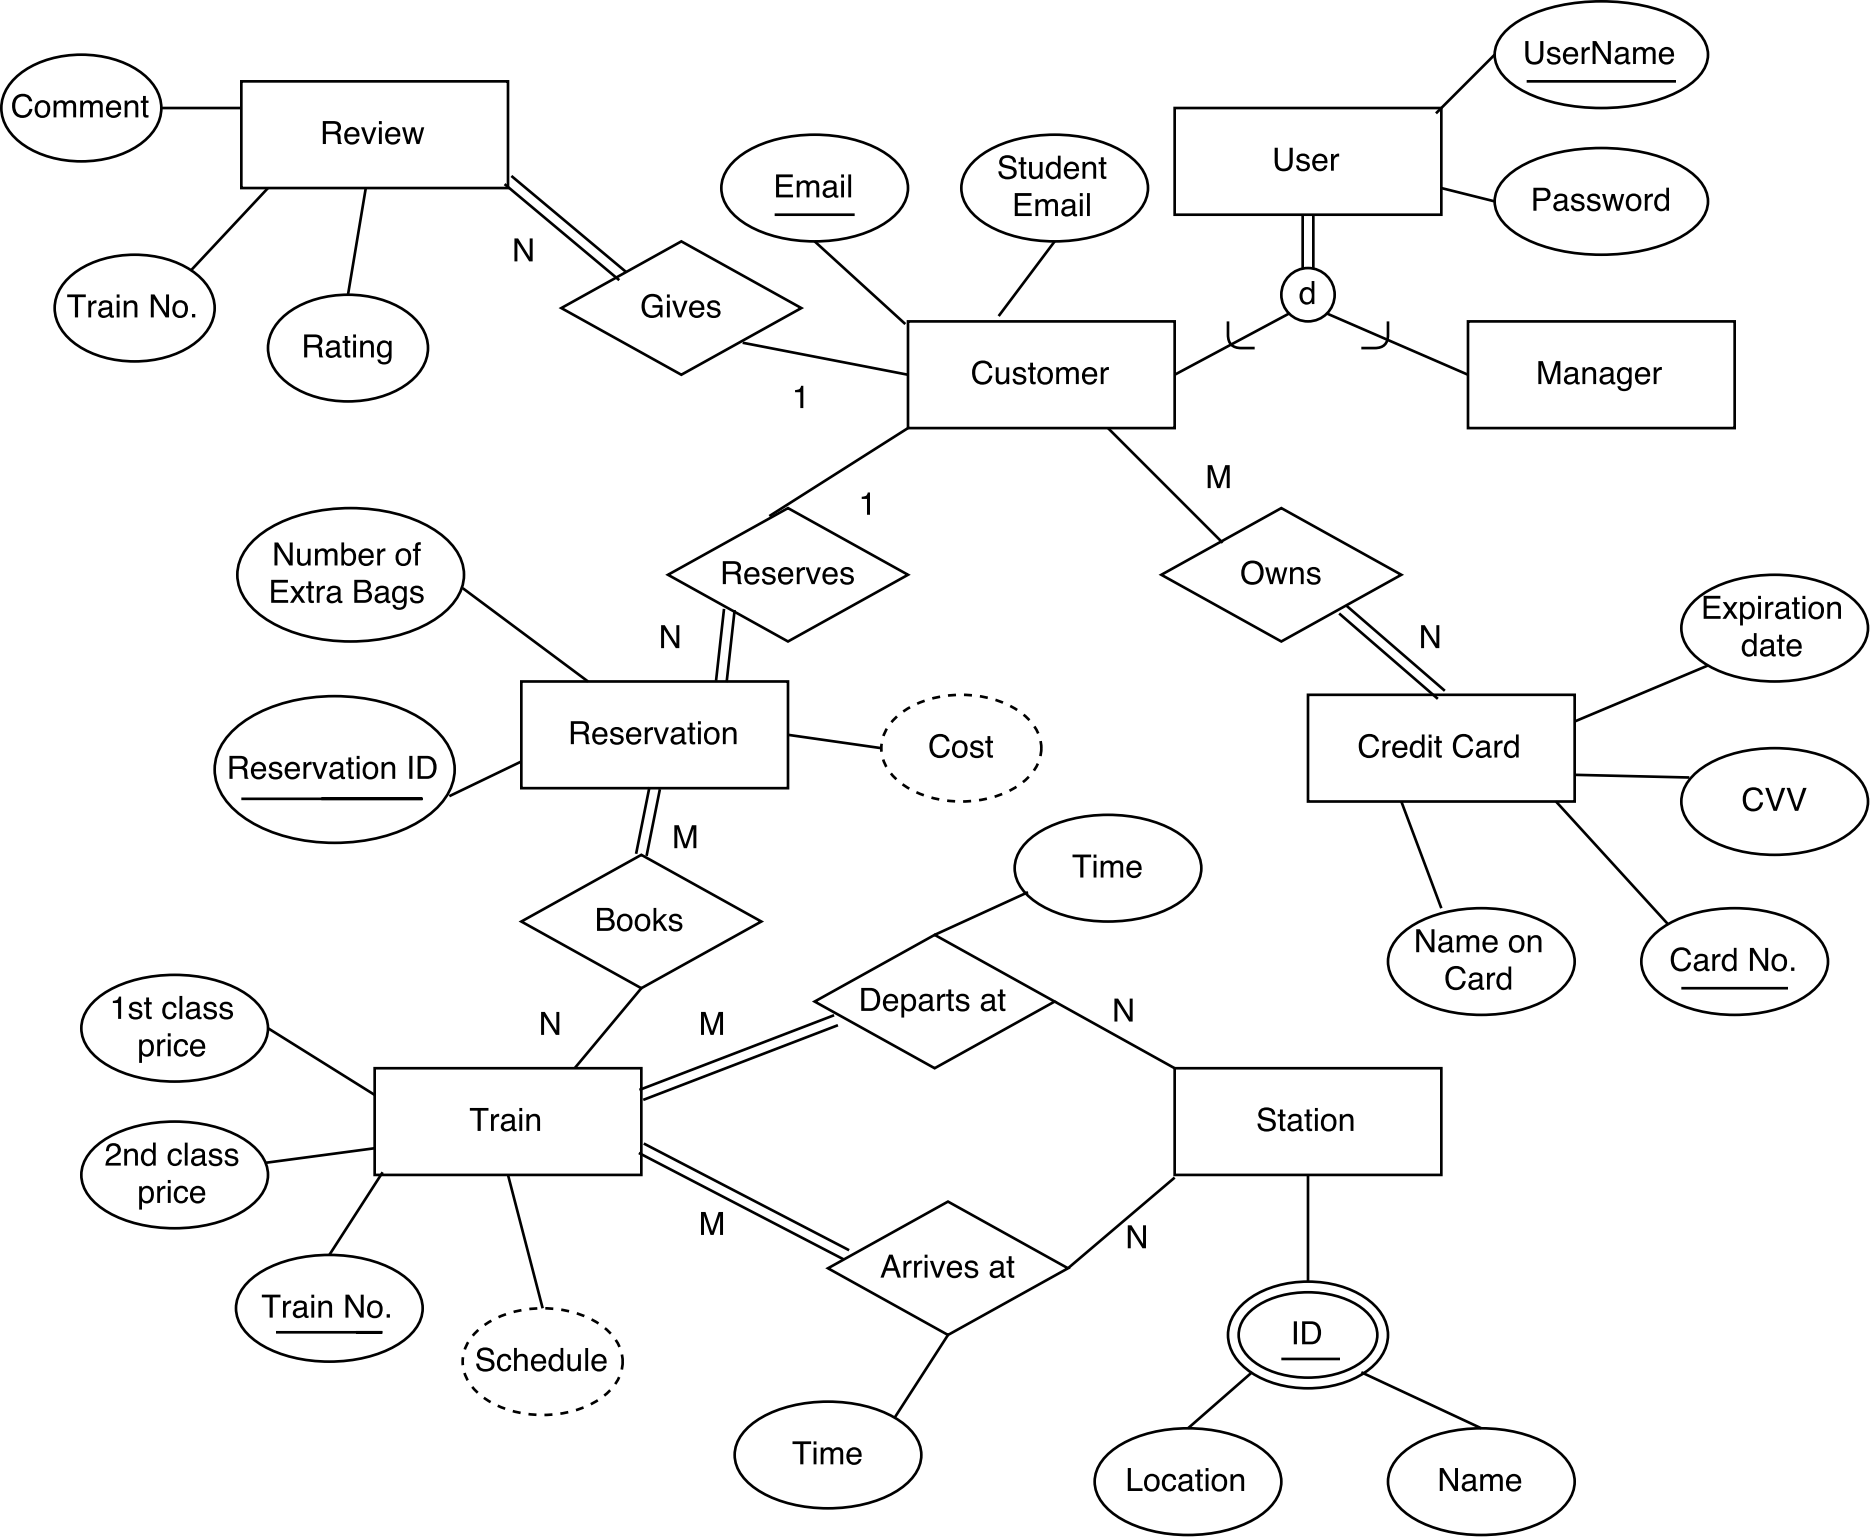 UserName
Comment
Review
User
Student
Email
Email
Password
N
Gives
d
Train No.
Rating
Customer
Manager
1
M
1
Number of
Extra Bags
Reserves
Owns
Expiration
date
N
N
Reservation
Cost
Credit Card
Reservation ID
CVV
M
Time
Books
Name on
Card
Card No.
1st class
price
N
M
Departs at
N
Train
Station
2nd class
price
M
N
Arrives at
Train No.
ID
Schedule
Time
Location
Name